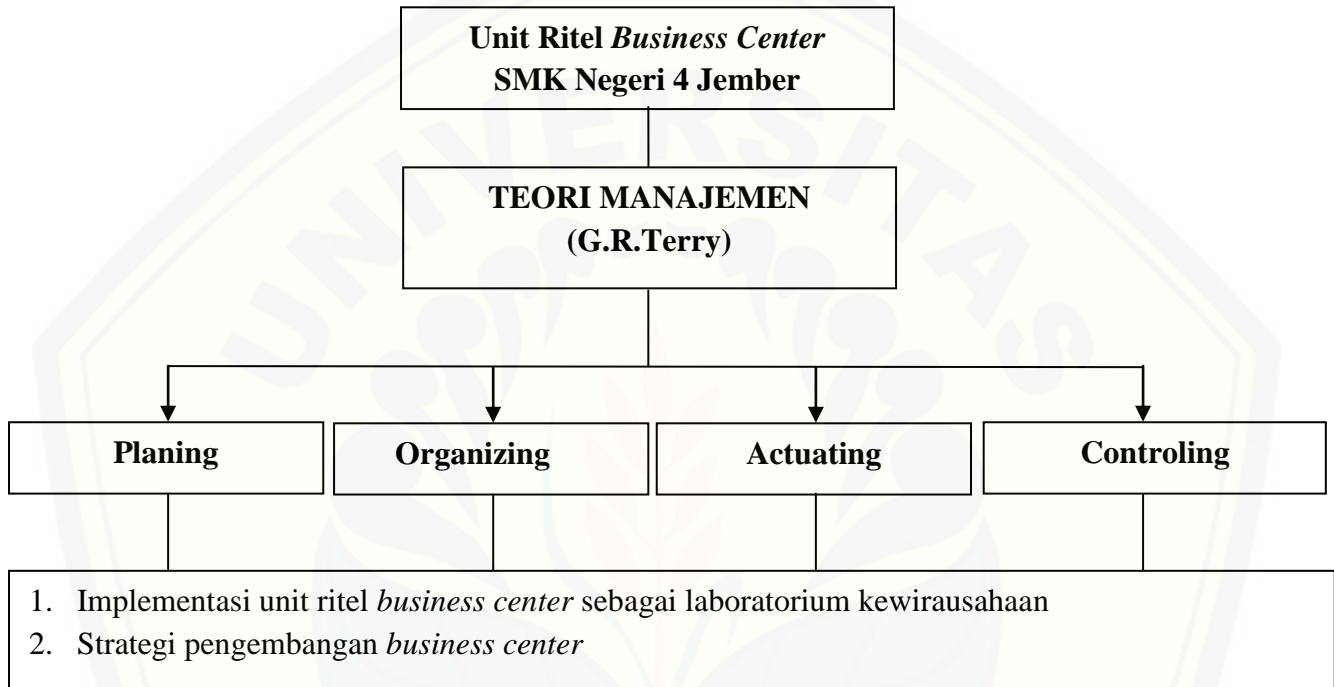 UNIVERSITAS
Unit Ritel Business Center
SMK Negeri 4 Jember
TEORI MANAJEMEN
(G.R.Terry)
Planing
Organizing
Actuating
Controling
1. Implementasi unit ritel business center sebagai laboratorium kewirausahaan
2. Strategi pengembangan business center